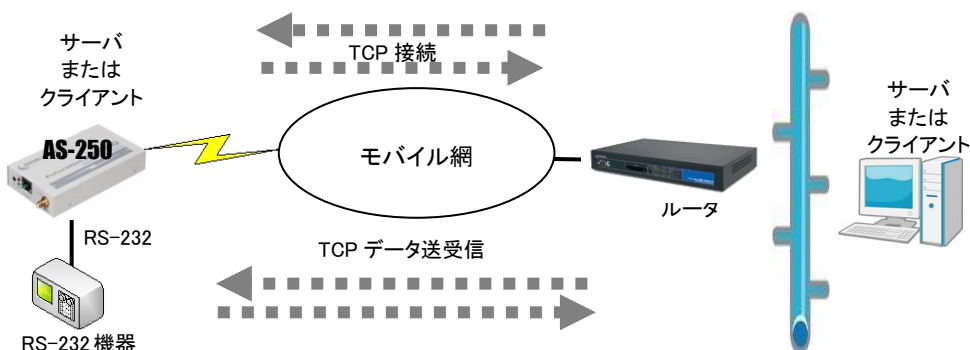 サーバ
または
クライアント
TCP 接続
サーバ
または
クライアント
AS-250
モバイル網
ルータ
RS-232
TCP データ送受信
RS-232 機器